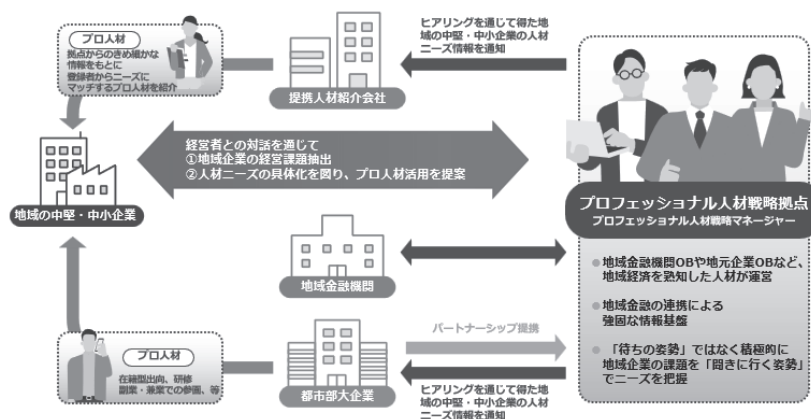 プロ人材
拠点からのきめ細かな
情報をもとに
登録者からニーズに
マッチするプロ人材を紹介
提携人材紹介会社
ヒアリングを通じて得た地
域の中堅・中小企業の人材
ニーズ情報を通知
経営者との対話を通じて
①地域企業の経営課題抽出
②人材ニーズの具体化を図り、プロ人材活用を提案
地域の中堅・中小企業
プロフェッショナル人材戦略拠点
プロフェッショナル人材戦略マネージャー
地域金融機関
●地域金融機関OBや地元企業OBなど、
地域経済を熟知した人材が運営
●地域金融の連携による
強固な情報基盤
●「待ちの姿勢」ではなく積極的に
地域企業の課題を「聞きに行く姿勢」
でニーズを把握
プロ人材
在籍型出向、研修
副業・兼業での参画、等
都市部大企業
パートナーシップ提携
ヒアリングを通じて得た地
域の中堅・中小企業の人材
ニーズ情報を通知